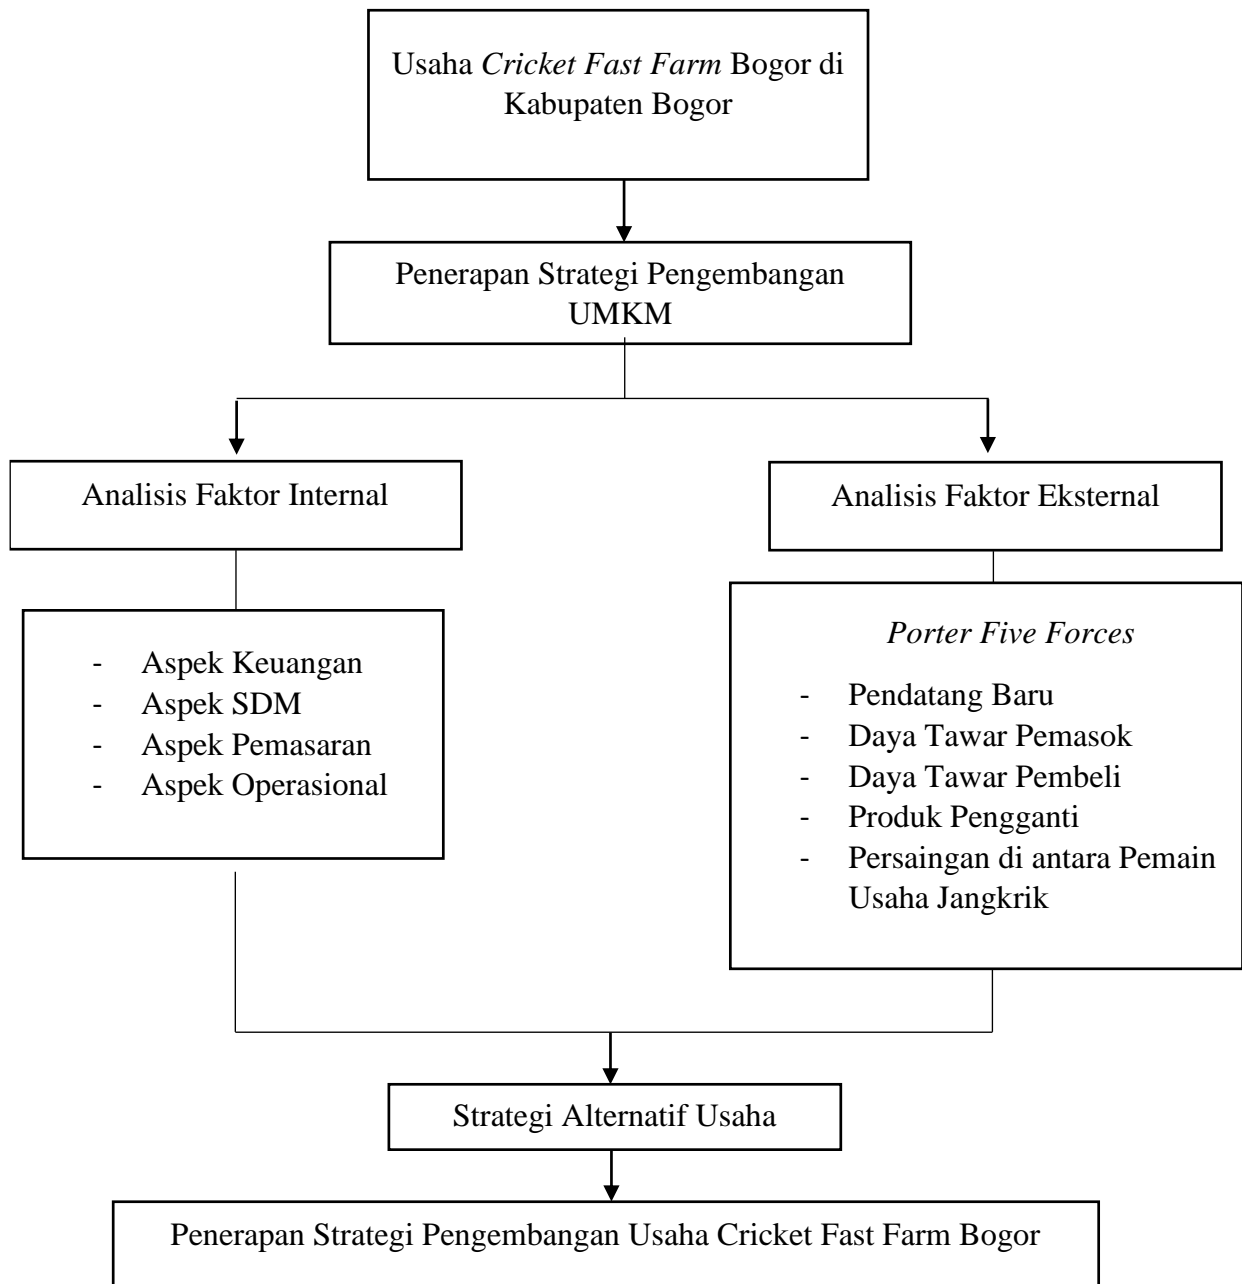 Usaha Cricket Fast Farm Bogor di
Kabupaten Bogor
Penerapan Strategi Pengembangan
UMKM
Analisis Faktor Internal
Analisis Faktor Eksternal
- Aspek Keuangan
- Aspek SDM
- Aspek Pemasaran
- Aspek Operasional
Porter Five Forces
- Pendatang Baru
- Daya Tawar Pemasok
- Daya Tawar Pembeli
- Produk Pengganti
- Persaingan di antara Pemain
Usaha Jangkrik
Strategi Alternatif Usaha
Penerapan Strategi Pengembangan Usaha Cricket Fast Farm Bogor